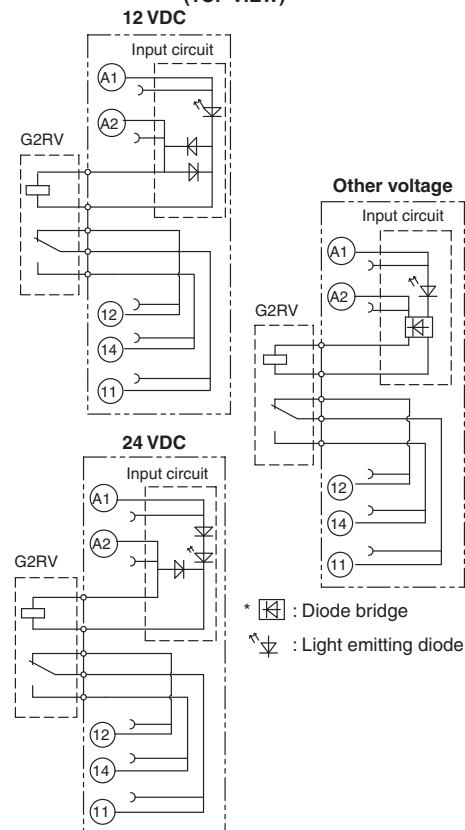 12 VDC
Input circuit
A1
A2
G2RV
12
14
11
Other voltage
Input circuit
A1
A2
G2RV
12
14
11
24 VDC
Input circuit
A1
A2
G2RV
12
14
11
* : Diode bridge
: Light emitting diode